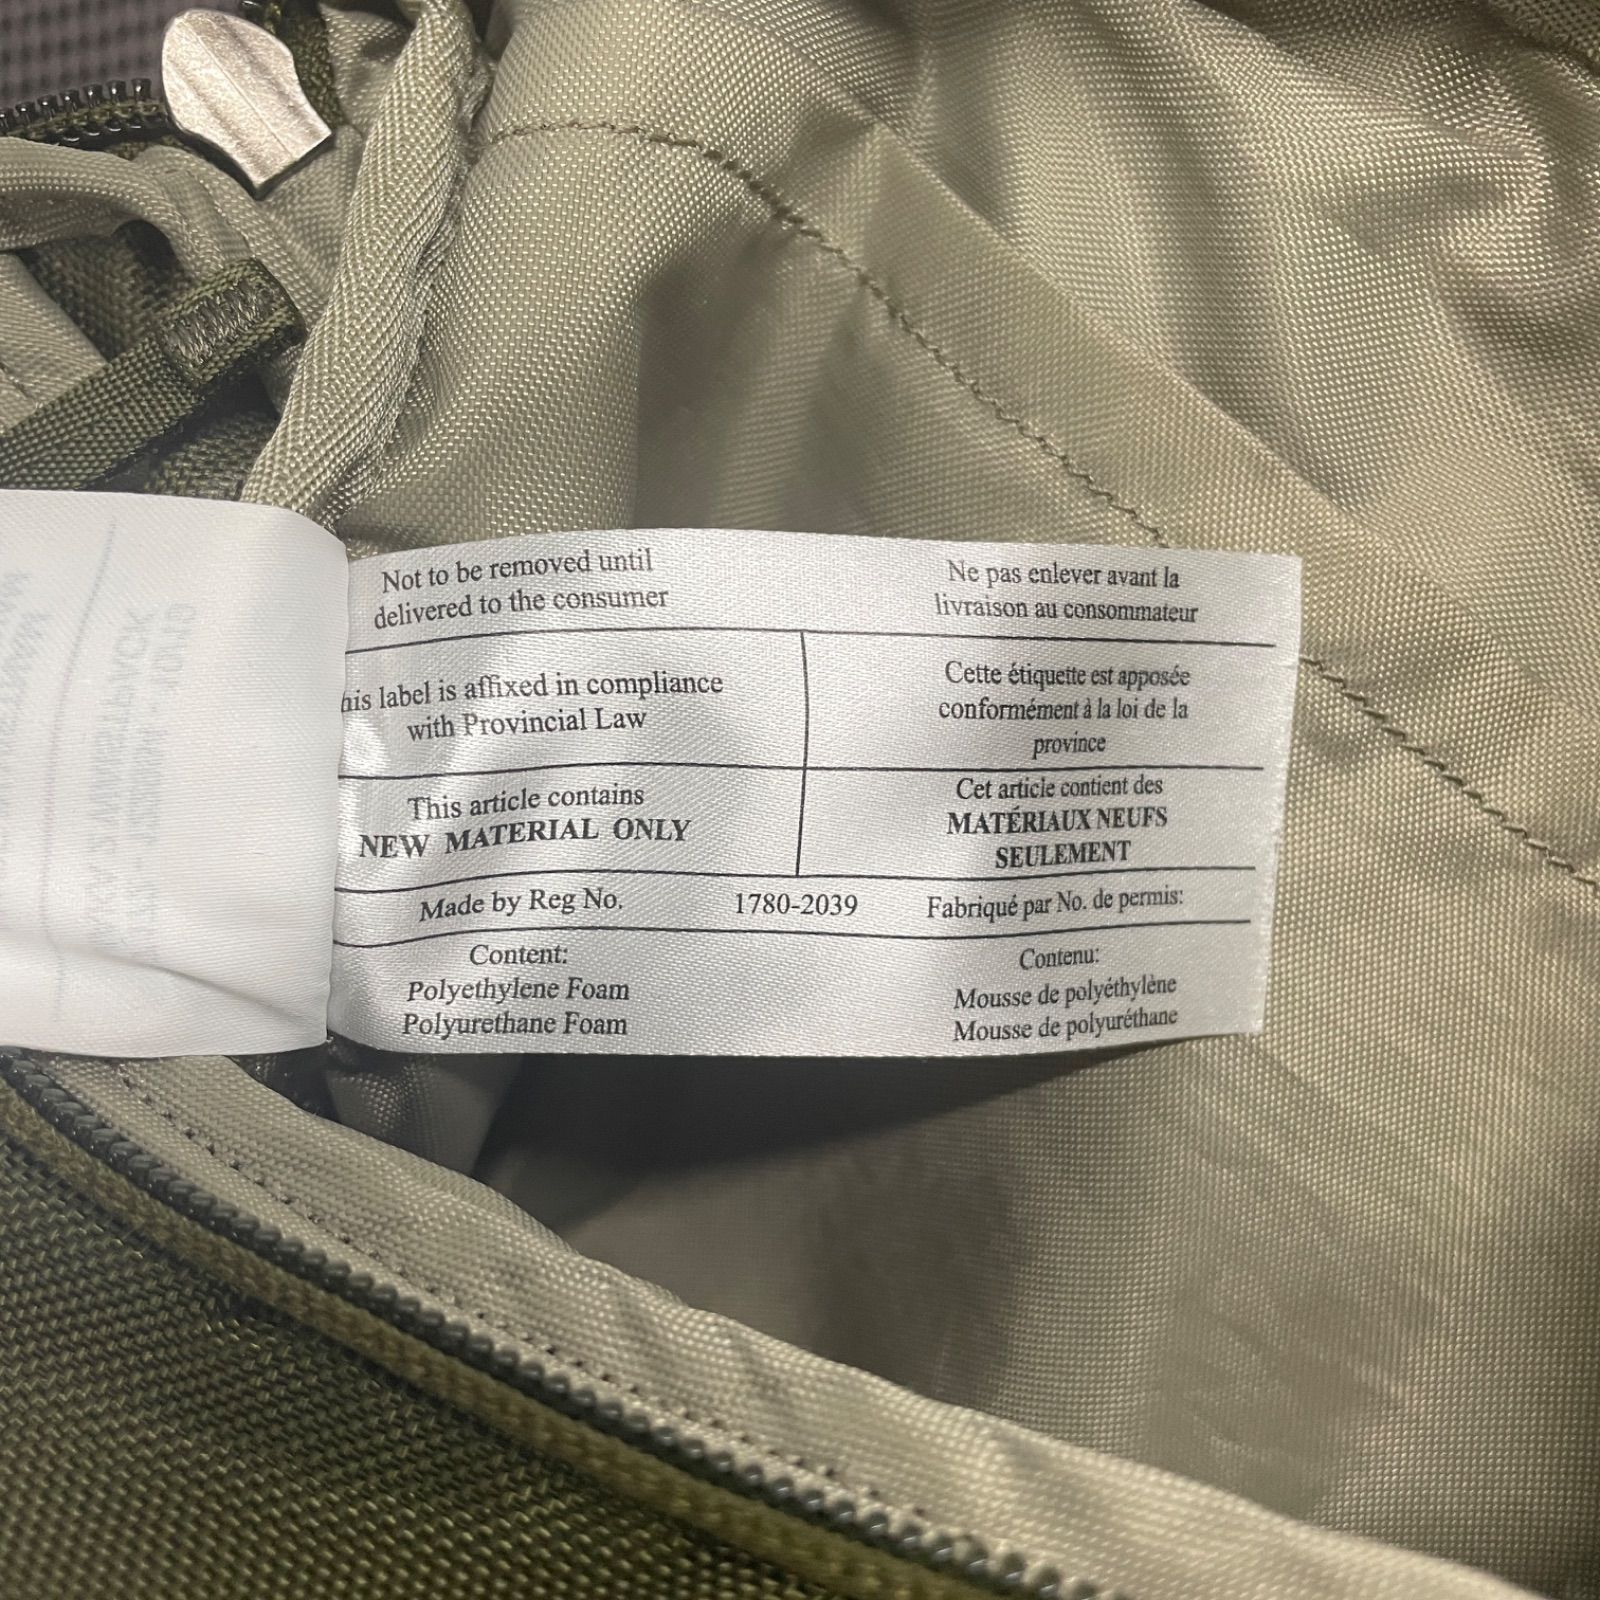 Not to be removed until
delivered to the consumer
Ne pas enlever avant la
livraison au consommateur
his label is affixed in compliance
with Provincial Law
Cette étiquette est apposée
conformément à la loi de la
province
This article contains
NEW MATERIAL ONLY
Cet article contient des
MATÉRIAUX NEUFS
SEULEMENT
Made by Reg No. 1780-2039 Fabriqué par No. de permis:
Content:
Polyethylene Foam
Polyurethane Foam
Contenu:
Mousse de polyéthylène
Mousse de polyuréthane